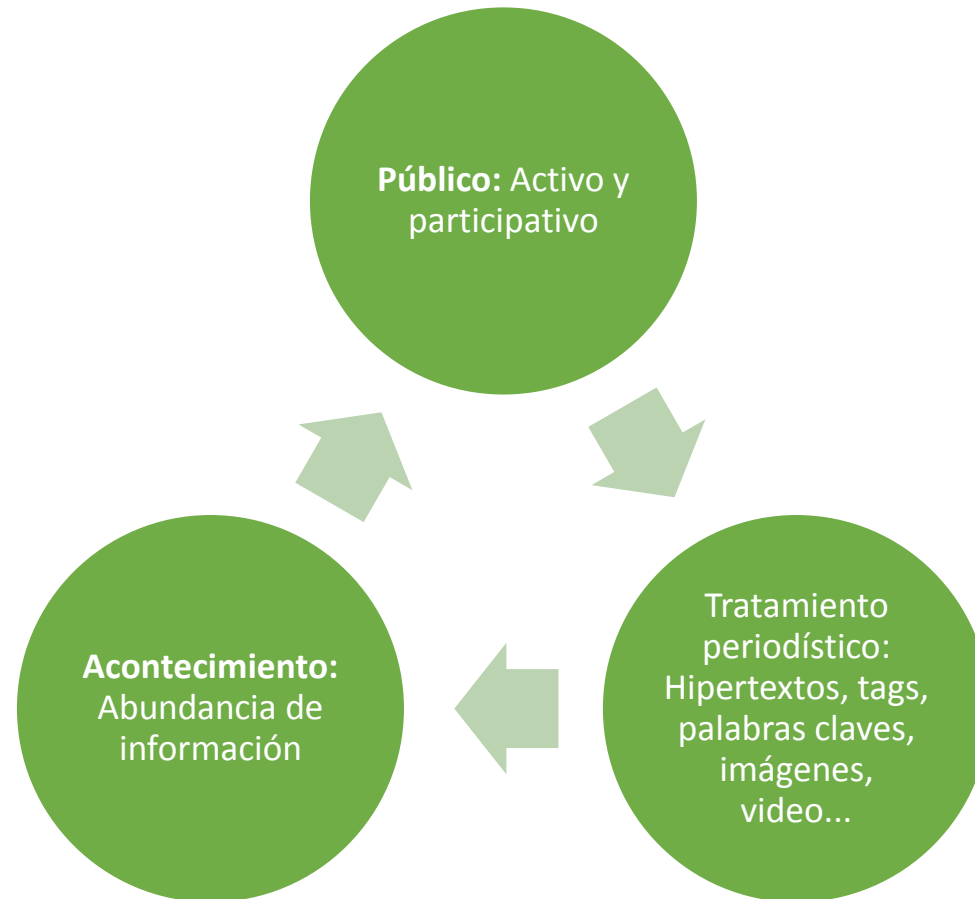 Público: Activo y
participativo
Tratamiento
periodístico:
Hipertextos, tags,
palabras claves,
imágenes,
video...
Acontecimiento:
Abundancia de
información